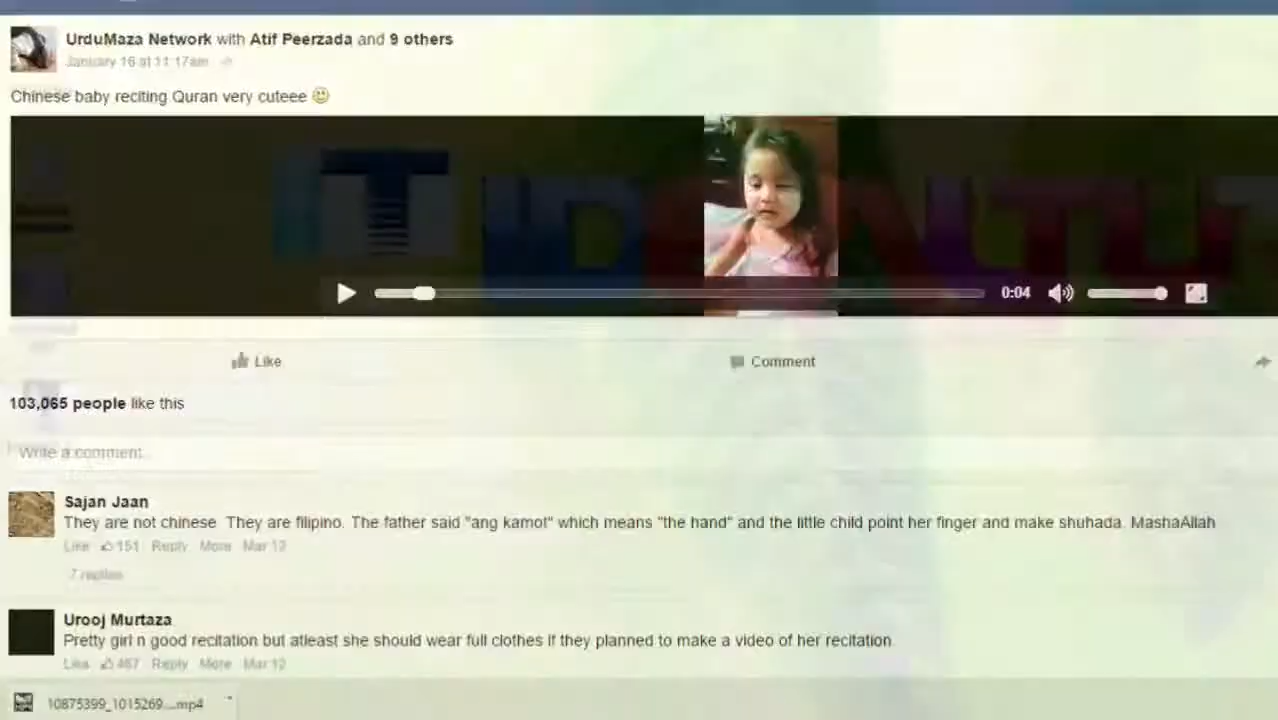 UrduMaza Network with Atif Peerzada and 9 others
January 16 at 11:17am
Chinese baby reciting Quran very cuteee
0:04
Like Comment
103,065 people like this
Write a comment...
Sajan Jaan
They are not chinese. They are filipino. The father said "ang kamot" which means "the hand" and the little child point her finger and make shuhada. MashaAllah
Like 151 Reply More Mar 12
7 replies
Urooj Murtaza
Pretty girl n good recitation but atleast she should wear full clothes if they planned to make a video of her recitation
Like 467 Reply More Mar 12
10875399_1015269....mp4